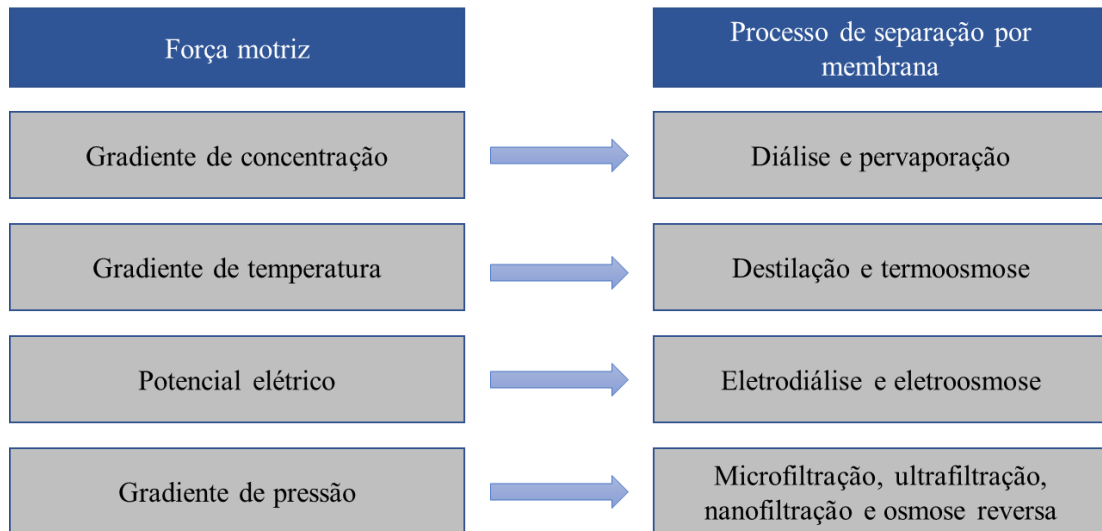 Força motriz
Processo de separação por
membrana
Gradiente de concentração
Diálise e pervaporação
Gradiente de temperatura
Destilação e termoosmose
Potencial elétrico
Eletrodiálise e eletroosmose
Gradiente de pressão
Microfiltração, ultrafiltração,
nanofiltração e osmose reversa